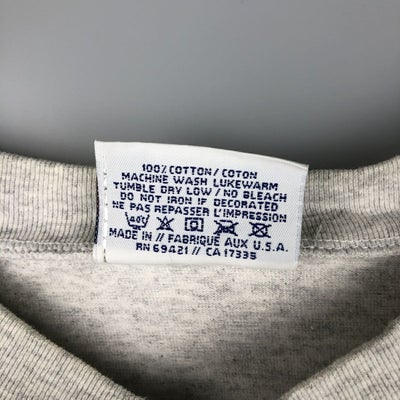 100% COTTON / COTON
MACHINE WASH LUKEWARM
TUMBLE DRY LOW / NO BLEACH
DO NOT IRON IF DECORATED
NE PAS REPASSER L'IMPRESSION
MADE IN // FABRIQUE AUX U.S.A.
RN 69421 // CA 17335